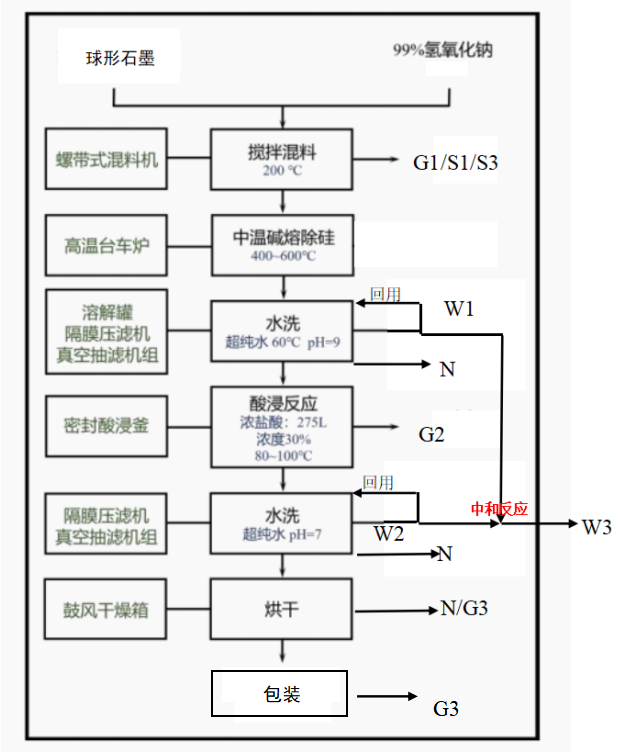 球形石墨
99%氢氧化钠
螺带式混料机
搅拌混料
200 ℃
G1/S1/S3
高温台车炉
中温碱熔除硅
400~600℃
溶解罐
隔膜压滤机
真空抽滤机组
水洗
超纯水 60℃ pH=9
回用
W1
N
密封酸浸釜
酸浸反应
浓盐酸：275L
浓度30%
80~100℃
G2
隔膜压滤机
真空抽滤机组
水洗
超纯水 pH=7
回用
W2
中和反应
W3
N
鼓风干燥箱
烘干
N/G3
包装
G3